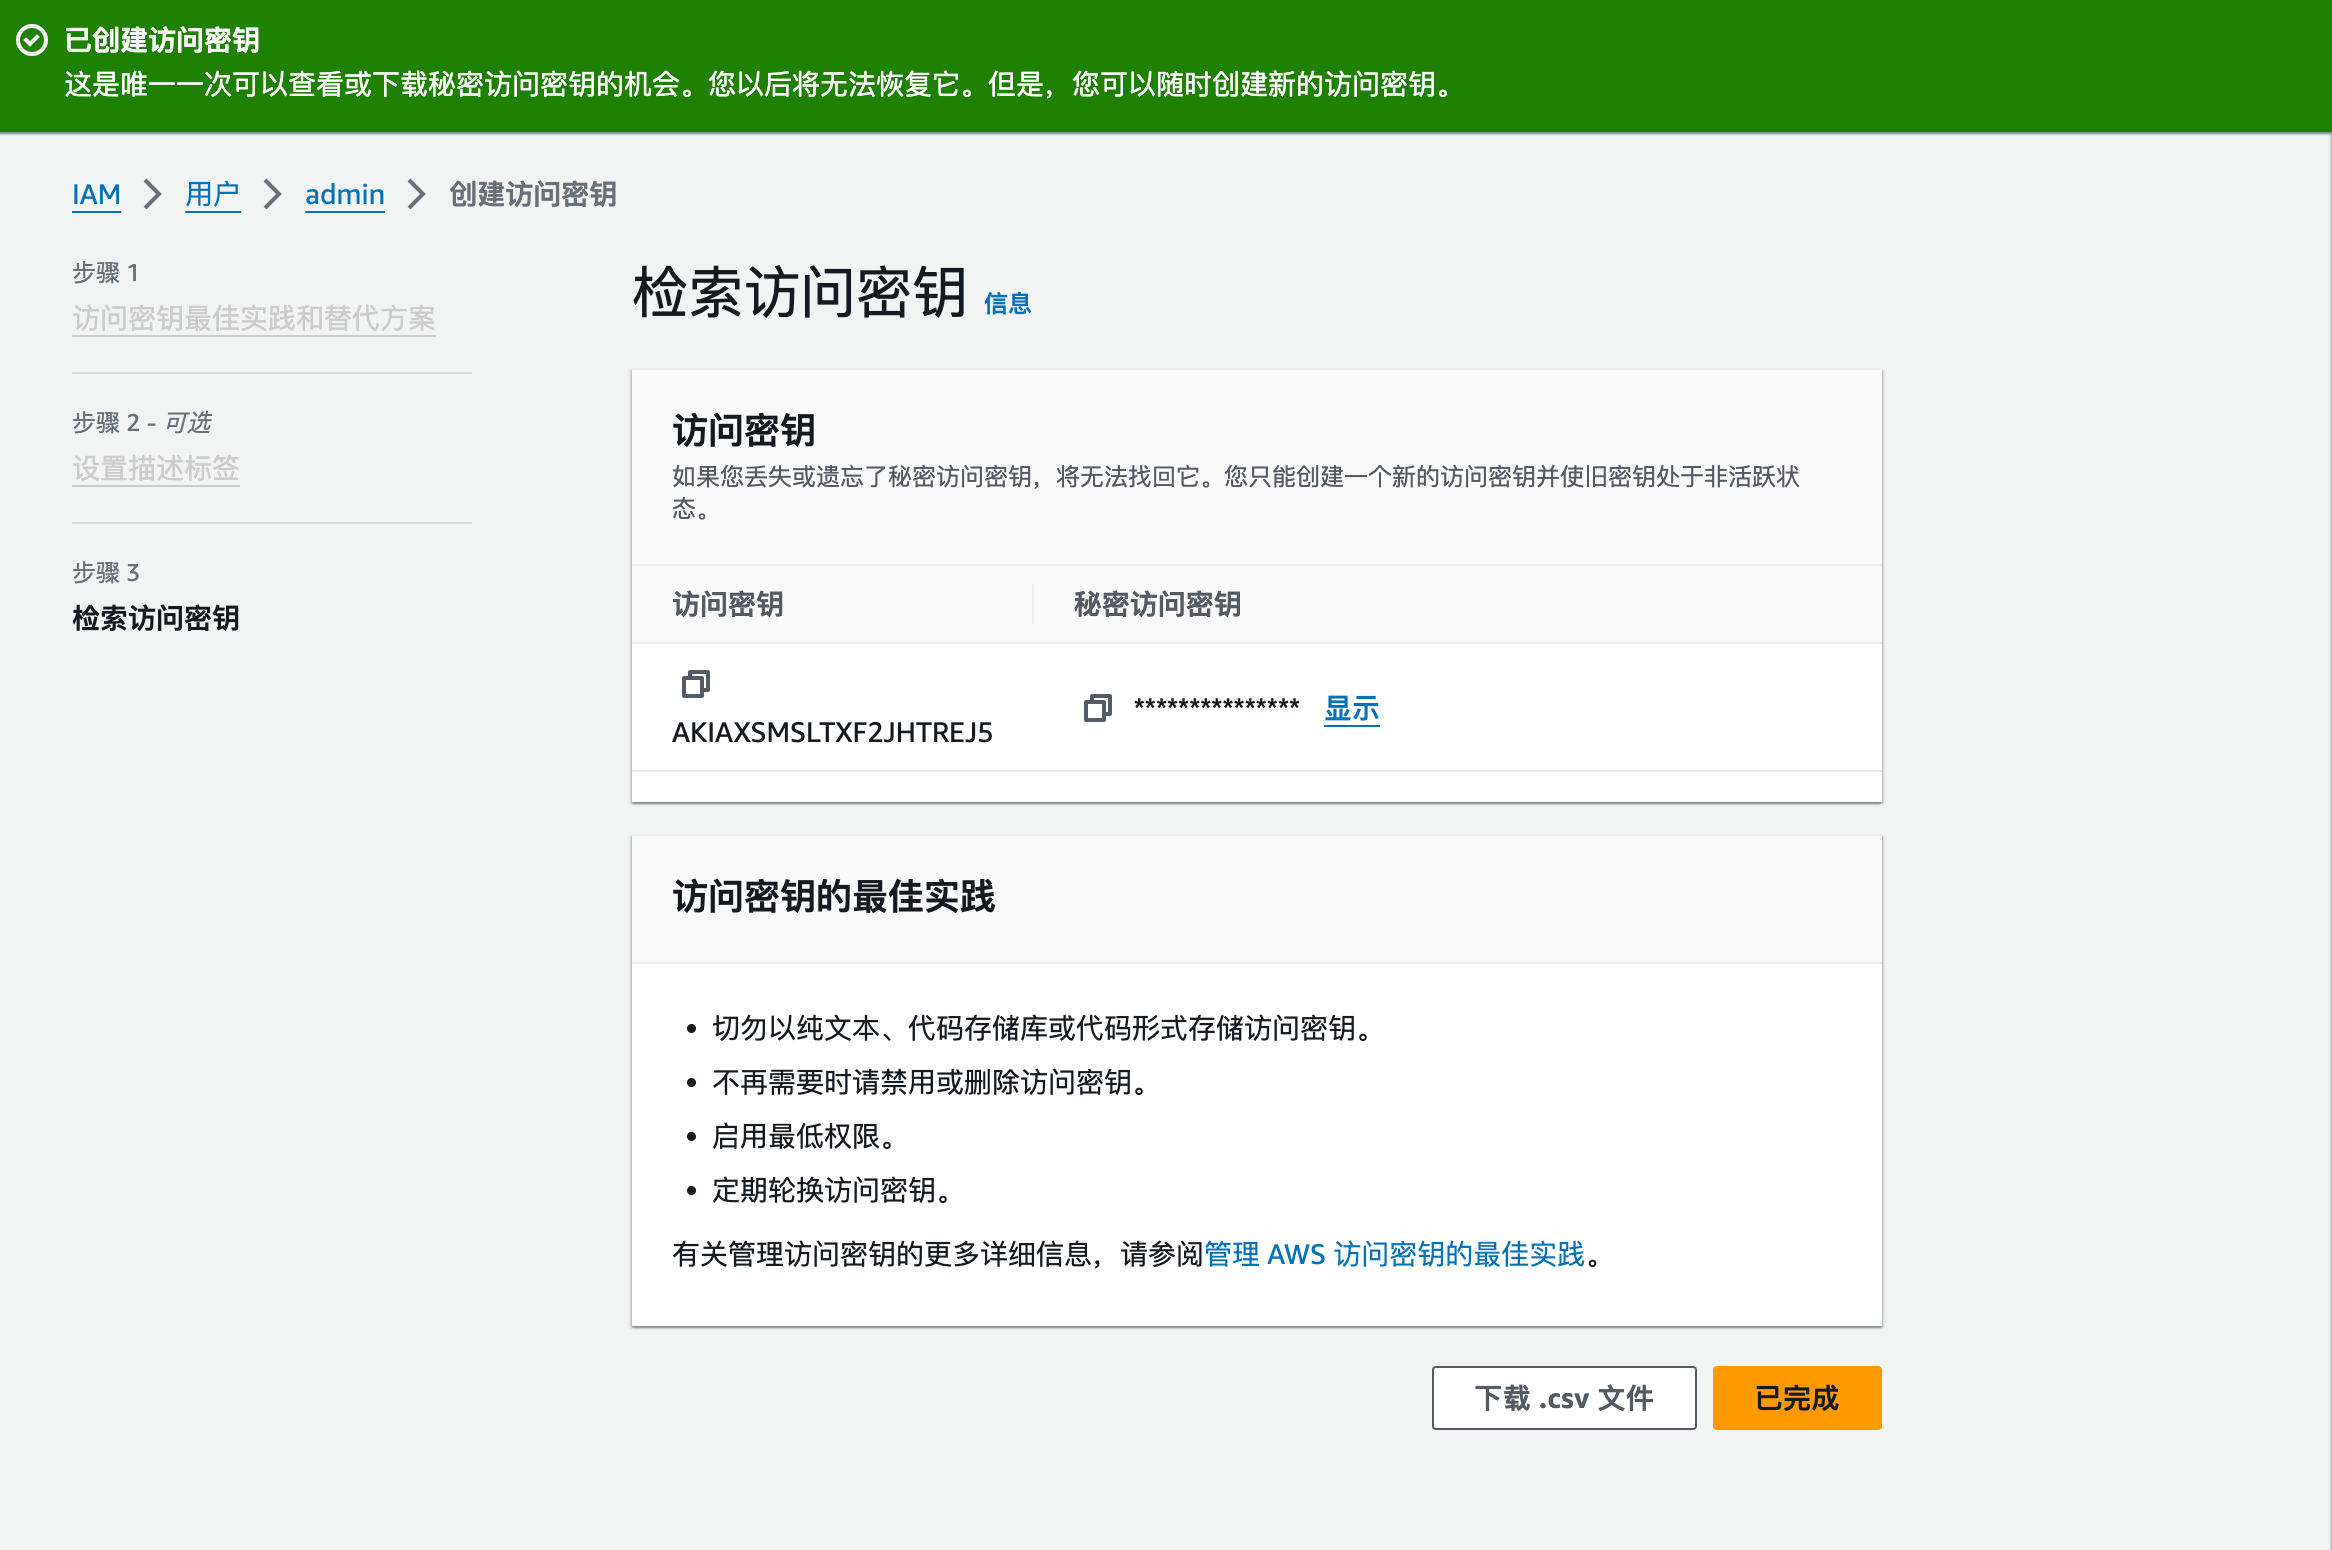 已创建访问密钥
这是唯一一次可以查看或下载秘密访问密钥的机会。您以后将无法恢复它。但是，您可以随时创建新的访问密钥。
IAM > 用户 > admin > 创建访问密钥
步骤 1
访问密钥最佳实践和替代方案
步骤 2 - 可选
设置描述标签
步骤 3
检索访问密钥
检索访问密钥 信息
访问密钥
如果您丢失或遗忘了秘密访问密钥，将无法找回它。您只能创建一个新的访问密钥并使旧密钥处于非活跃状
态。
访问密钥 秘密访问密钥
AKIAXSMSLTXF2JHTREJ5
*************** 显示
访问密钥的最佳实践
• 切勿以纯文本、代码存储库或代码形式存储访问密钥。
• 不再需要时请禁用或删除访问密钥。
• 启用最低权限。
• 定期轮换访问密钥。
有关管理访问密钥的更多详细信息，请参阅管理 AWS 访问密钥的最佳实践。
下载 .csv 文件 已完成